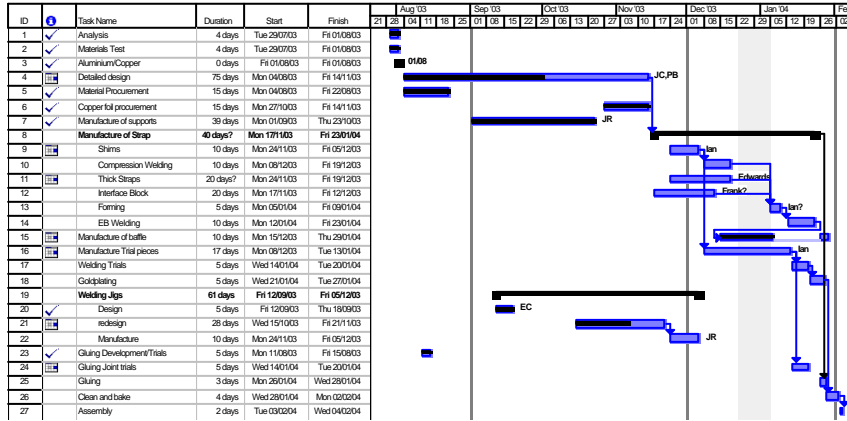 ID Task Name Duration Start Finish
Aug '03 Sep '03 Oct '03 Nov '03 Dec '03 Jan '04 Fe
21 28 04 11 18 25 01 08 15 22 29 06 13 20 27 03 10 17 24 01 08 15 22 29 05 12 19 26 02
1 Analysis 4 days Tue 29/07/03 Fri 01/08/03
2 Materials Test 4 days Tue 29/07/03 Fri 01/08/03
3 Aluminium/Copper 0 days Fri 01/08/03 Fri 01/08/03 01/08
4 Detailed design 75 days Mon 04/08/03 Fri 14/11/03 JC,PB
5 Material Procurement 15 days Mon 04/08/03 Fri 22/08/03
6 Copper foil procurement 15 days Mon 27/10/03 Fri 14/11/03
7 Manufacture of supports 39 days Mon 01/09/03 Thu 23/10/03 JR
8 Manufacture of Strap 40 days? Mon 17/11/03 Fri 23/01/04
9 Shims 10 days Mon 24/11/03 Fri 05/12/03 Ian
10 Compression Welding 10 days Mon 08/12/03 Fri 19/12/03
11 Thick Straps 20 days? Mon 24/11/03 Fri 19/12/03 Edwards
12 Interface Block 20 days Mon 17/11/03 Fri 12/12/03 Frank?
13 Forming 5 days Mon 05/01/04 Fri 09/01/04 Ian?
14 EB Welding 10 days Mon 12/01/04 Fri 23/01/04
15 Manufacture of baffle 10 days Mon 15/12/03 Thu 29/01/04
16 Manufacture Trial pieces 17 days Mon 08/12/03 Tue 13/01/04 Ian
17 Welding Trials 5 days Wed 14/01/04 Tue 20/01/04
18 Goldplating 5 days Wed 21/01/04 Tue 27/01/04
19 Welding Jigs 61 days Fri 12/09/03 Fri 05/12/03
20 Design 5 days Fri 12/09/03 Thu 18/09/03 EC
21 redesign 28 days Wed 15/10/03 Fri 21/11/03
22 Manufacture 10 days Mon 24/11/03 Fri 05/12/03 JR
23 Gluing Development/Trials 5 days Mon 11/08/03 Fri 15/08/03
24 Gluing Joint trials 5 days Wed 14/01/04 Tue 20/01/04
25 Gluing 3 days Mon 26/01/04 Wed 28/01/04
26 Clean and bake 4 days Wed 28/01/04 Mon 02/02/04
27 Assembly 2 days Tue 03/02/04 Wed 04/02/04